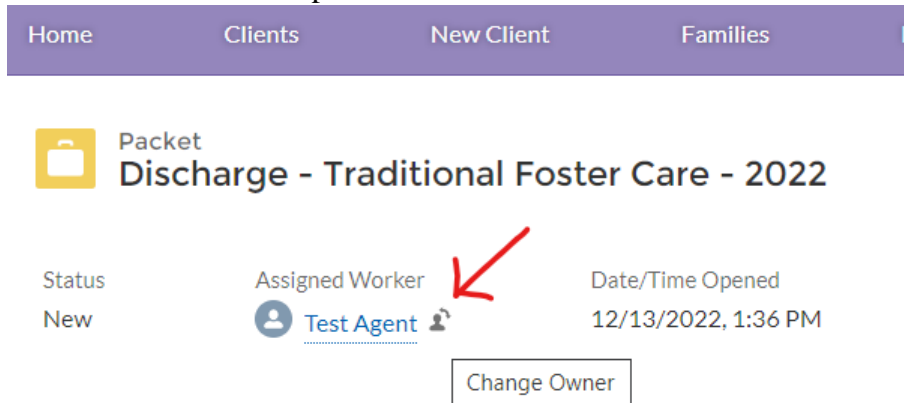 Home Clients New Client Families
Packet
Discharge - Traditional Foster Care - 2022
Status Assigned Worker Date/Time Opened
New Test Agent 12/13/2022, 1:36 PM
Change Owner